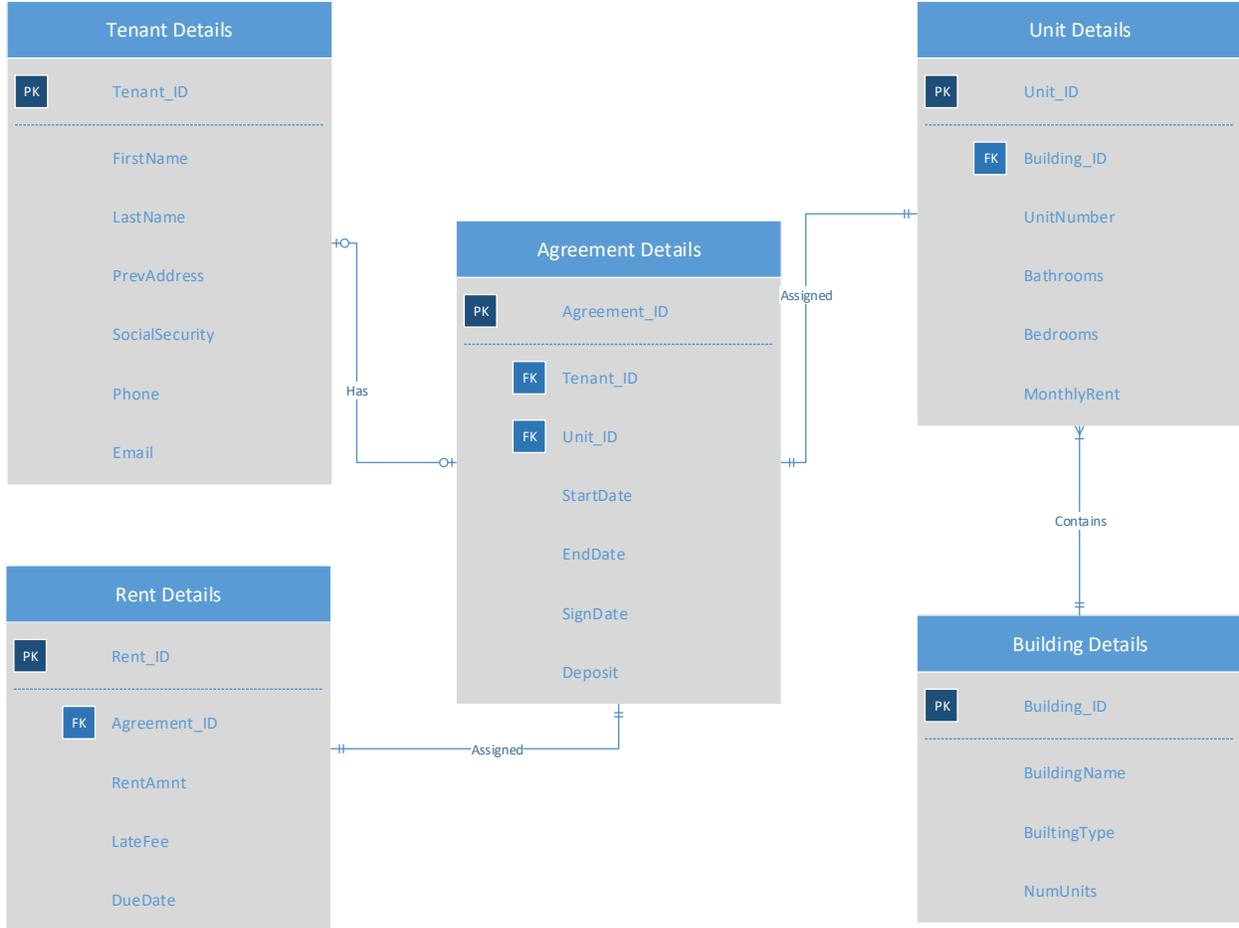 Tenant Details
PK Tenant_ID
FirstName
LastName
PrevAddress
SocialSecurity
Phone
Email
Has
Agreement Details
PK Agreement_ID
FK Tenant_ID
FK Unit_ID
StartDate
EndDate
SignDate
Deposit
Assigned
Unit Details
PK Unit_ID
FK Building_ID
UnitNumber
Bathrooms
Bedrooms
MonthlyRent
Contains
Rent Details
PK Rent_ID
FK Agreement_ID
RentAmnt
LateFee
DueDate
Assigned
Building Details
PK Building_ID
BuildingName
BuiltingType
NumUnits